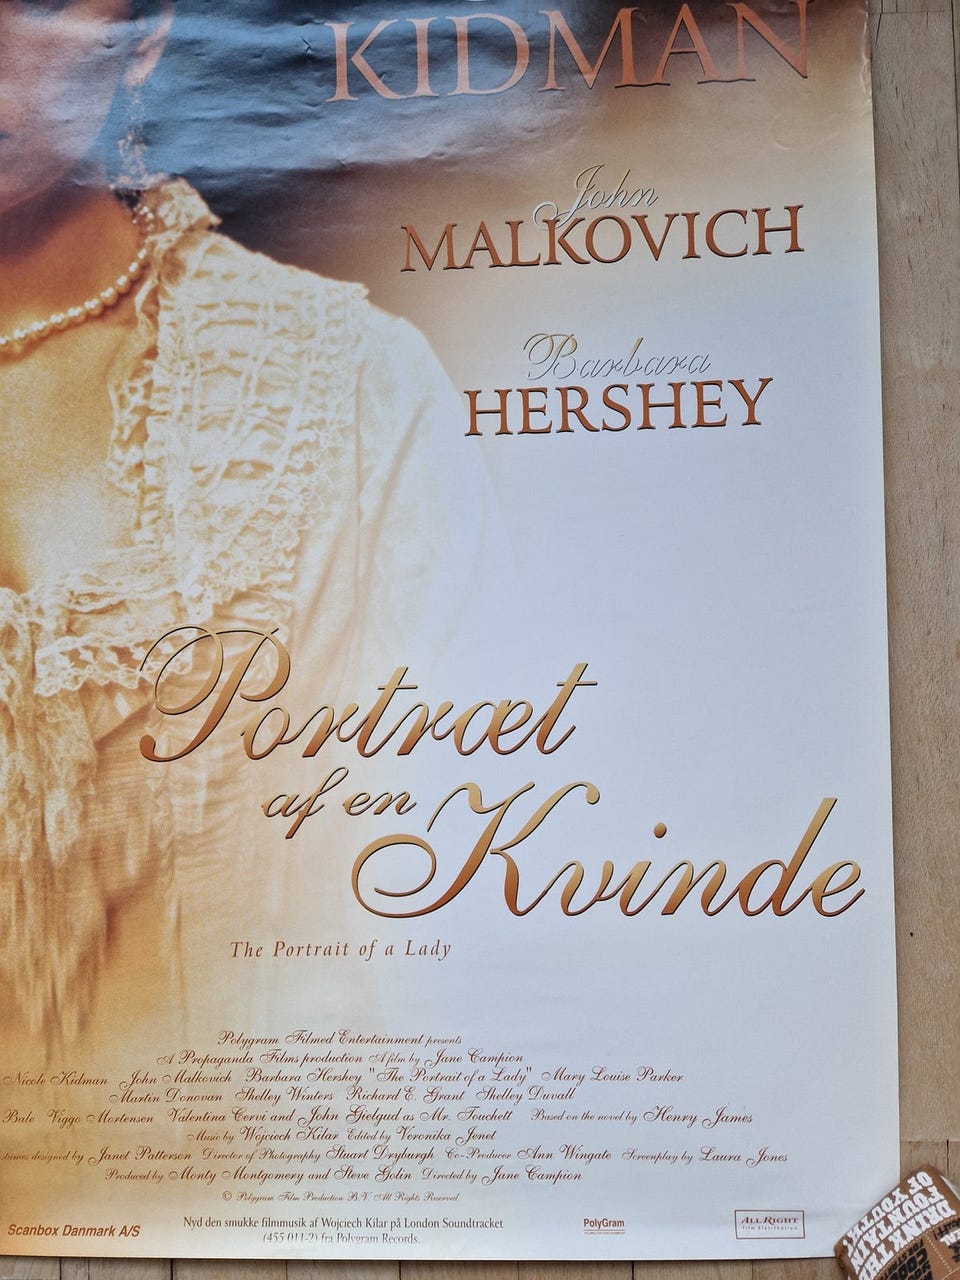 KIDMAN
John
MALKOVICH
Barbara
HERSHEY
Portræt
af en
Kvinde
The Portrait of a Lady
Polygram Filmed Entertainment presents
A Propaganda Films production A film by Jane Campion
Nicole Kidman John Malkovich Barbara Hershey "The Portrait of a Lady" Mary Louise Parker
Martin Donovan Shelley Winters Richard E. Grant Shelley Duvall
Bale Viggo Mortensen Valentina Cervi and John Gielgud as Mr. Touchett Based on the novel by Henry James
Music by Wojciech Kilar Edited by Veronika Jenet
tumes designed by Janet Patterson Director of Photography Stuart Dryburgh Co-Producer Ann Wingate Screenplay by Laura Jones
Produced by Monty Montgomery and Steve Golin Directed by Jane Campion
© Polygram Film Production B.V. All Rights Reserved
Scanbox Danmark A/S
Nyd den smukke filmmusik af Wojciech Kilar på London Soundtracket
(455 011-2) fra Polygram Records.
PolyGram
FILMED ENTERTAINMENT
ALL RIGHT
film distribution